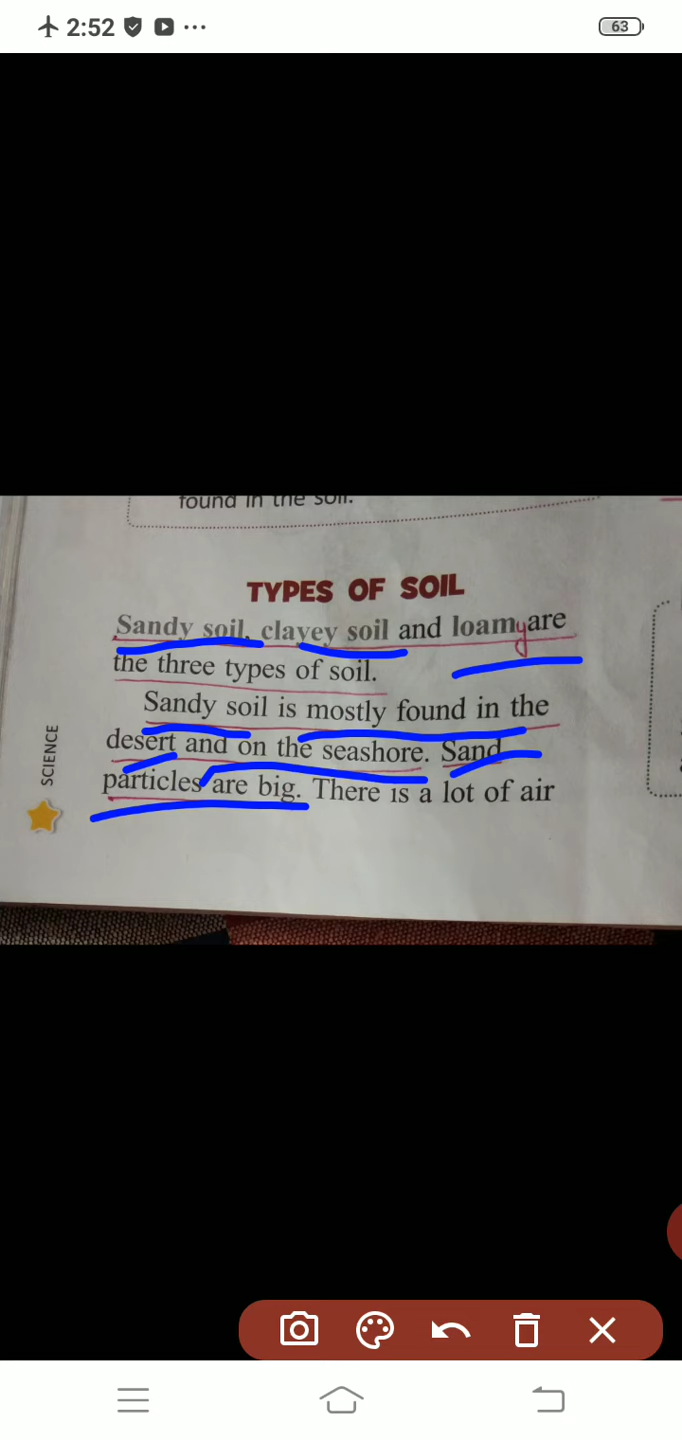 2:52
63
found in the soil.
TYPES OF SOIL
Sandy soil, clayey soil and loamy are
the three types of soil.
Sandy soil is mostly found in the
desert and on the seashore. Sand
particles are big. There is a lot of air
SCIENCE